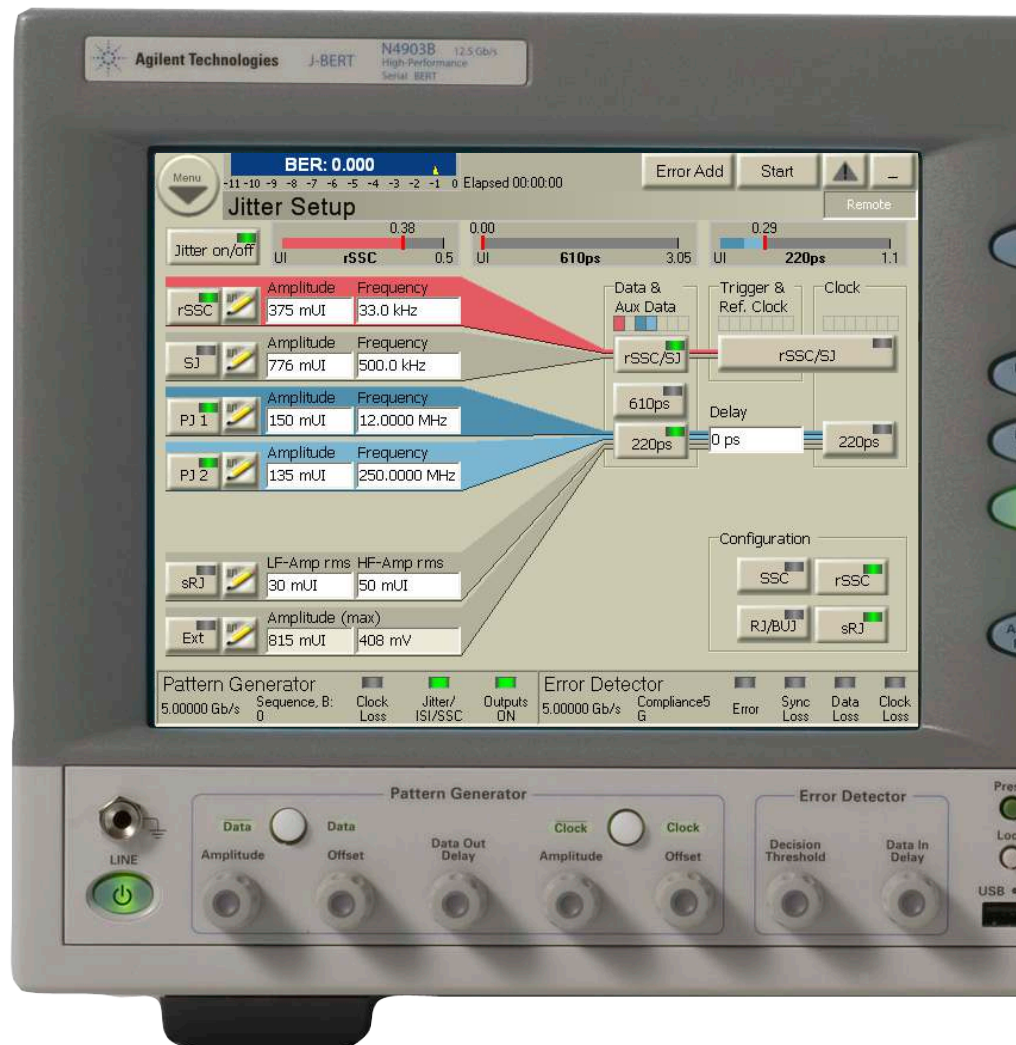 Agilent Technologies J-BERT N4903B 12.5 Gb/s
High-Performance
Serial BERT
Menu
BER: 0.000
-11 -10 -9 -8 -7 -6 -5 -4 -3 -2 -1 0 Elapsed 00:00:00
Error Add Start
Jitter Setup
Remote
Jitter on/off
0.38
UI rSSC 0.5
0.00
UI 610ps 3.05
0.29
UI 220ps 1.1
rSSC
Amplitude Frequency
375 mUI 33.0 kHz
SJ
Amplitude Frequency
776 mUI 500.0 kHz
PJ 1
Amplitude Frequency
150 mUI 12.0000 MHz
PJ 2
Amplitude Frequency
135 mUI 250.0000 MHz
sRJ
LF-Amp rms HF-Amp rms
30 mUI 50 mUI
Ext
Amplitude (max)
815 mUI 408 mV
Data &
Aux Data
rSSC/SJ
610ps
220ps
Trigger &
Ref. Clock
Clock
rSSC/SJ
Delay
0 ps
220ps
Configuration
SSC rSSC
RJ/BUJ sRJ
Pattern Generator
5.00000 Gb/s
Sequence, B:
0
Clock
Loss
Jitter/
ISI/SSC
Outputs
ON
Error Detector
5.00000 Gb/s
Compliance5
G
Error
Sync
Loss
Data
Loss
Clock
Loss
LINE
Pattern Generator
Data Data
Amplitude Offset
Data Out
Delay
Clock Clock
Amplitude Offset
Error Detector
Decision
Threshold
Data In
Delay
USB